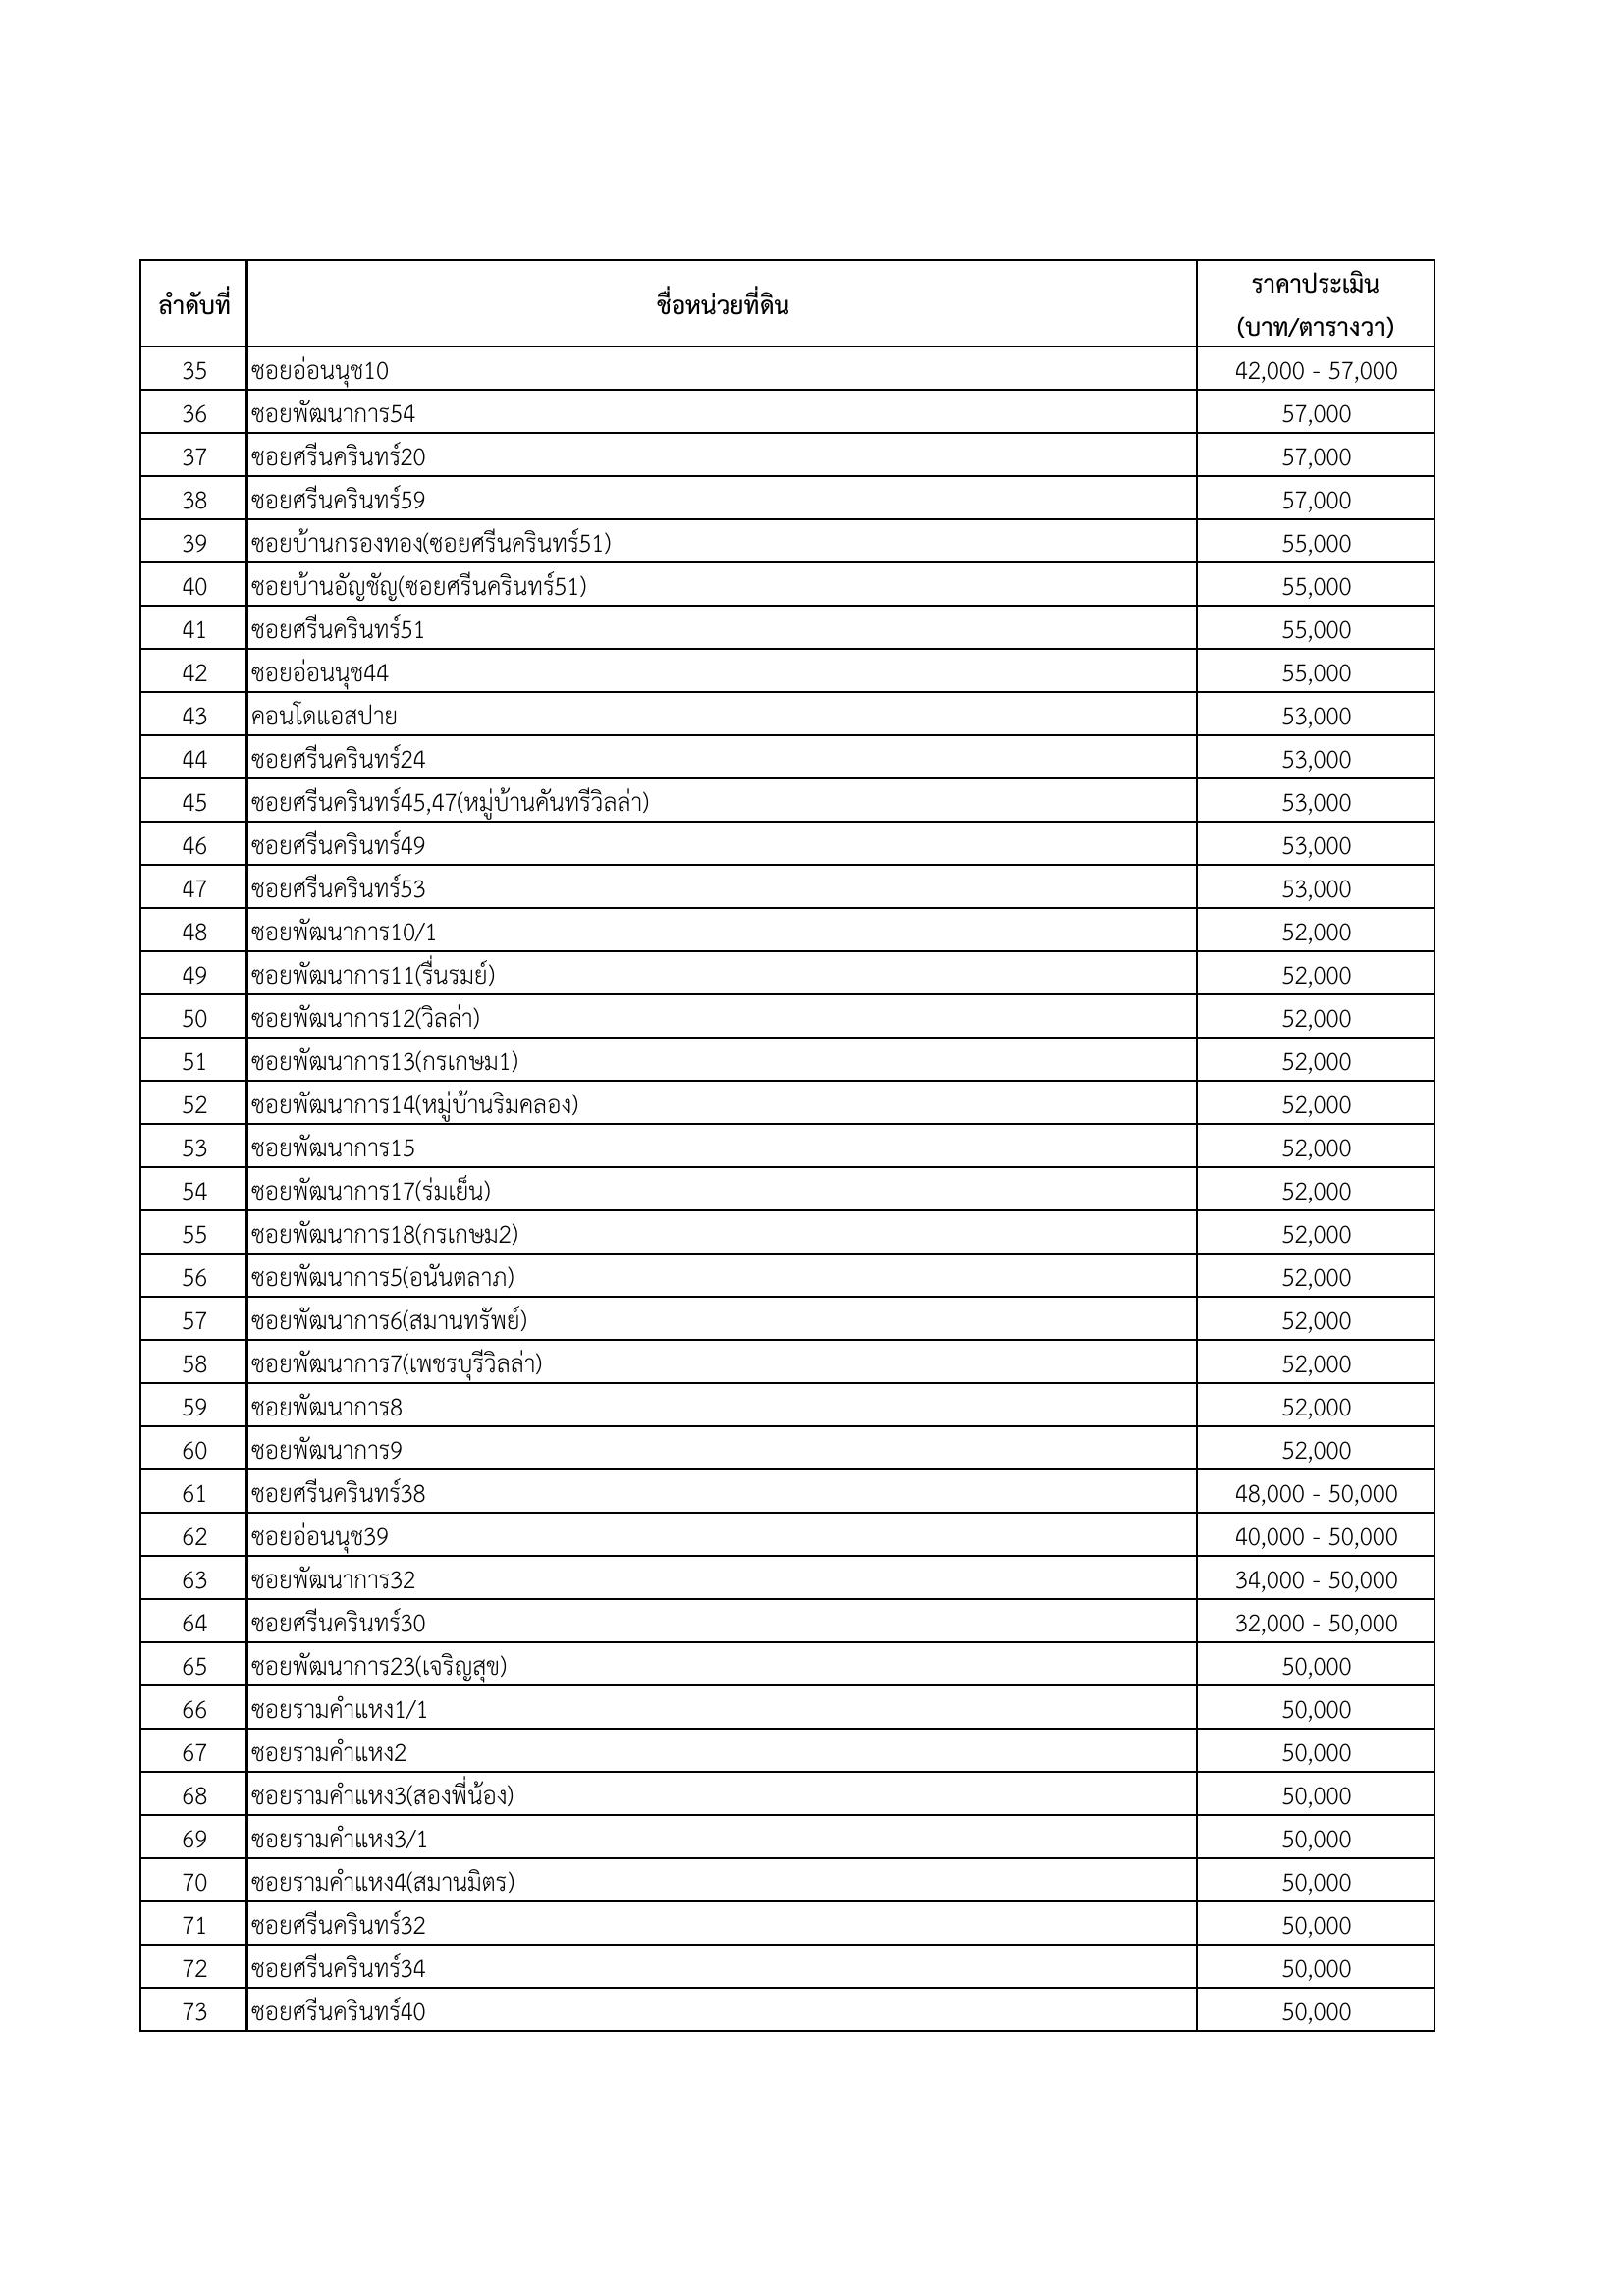 ลำดับที่ ชื่อหน่วยที่ดิน ราคาประเมิน
(บาท/ตารางวา)
35 ซอยอ่อนนุช10 42,000 - 57,000
36 ซอยพัฒนาการ54 57,000
37 ซอยศรีนครินทร์20 57,000
38 ซอยศรีนครินทร์59 57,000
39 ซอยบ้านกรองทอง(ซอยศรีนครินทร์51) 55,000
40 ซอยบ้านอัญชัญ(ซอยศรีนครินทร์51) 55,000
41 ซอยศรีนครินทร์51 55,000
42 ซอยอ่อนนุช44 55,000
43 คอนโดแอสปาย 53,000
44 ซอยศรีนครินทร์24 53,000
45 ซอยศรีนครินทร์45,47(หมู่บ้านคันทรีวิลล่า) 53,000
46 ซอยศรีนครินทร์49 53,000
47 ซอยศรีนครินทร์53 53,000
48 ซอยพัฒนาการ10/1 52,000
49 ซอยพัฒนาการ11(รื่นรมย์) 52,000
50 ซอยพัฒนาการ12(วิลล่า) 52,000
51 ซอยพัฒนาการ13(กรเกษม1) 52,000
52 ซอยพัฒนาการ14(หมู่บ้านริมคลอง) 52,000
53 ซอยพัฒนาการ15 52,000
54 ซอยพัฒนาการ17(ร่มเย็น) 52,000
55 ซอยพัฒนาการ18(กรเกษม2) 52,000
56 ซอยพัฒนาการ5(อนันตลาภ) 52,000
57 ซอยพัฒนาการ6(สมานทรัพย์) 52,000
58 ซอยพัฒนาการ7(เพชรบุรีวิลล่า) 52,000
59 ซอยพัฒนาการ8 52,000
60 ซอยพัฒนาการ9 52,000
61 ซอยศรีนครินทร์38 48,000 - 50,000
62 ซอยอ่อนนุช39 40,000 - 50,000
63 ซอยพัฒนาการ32 34,000 - 50,000
64 ซอยศรีนครินทร์30 32,000 - 50,000
65 ซอยพัฒนาการ23(เจริญสุข) 50,000
66 ซอยรามคำแหง1/1 50,000
67 ซอยรามคำแหง2 50,000
68 ซอยรามคำแหง3(สองพี่น้อง) 50,000
69 ซอยรามคำแหง3/1 50,000
70 ซอยรามคำแหง4(สมานมิตร) 50,000
71 ซอยศรีนครินทร์32 50,000
72 ซอยศรีนครินทร์34 50,000
73 ซอยศรีนครินทร์40 50,000